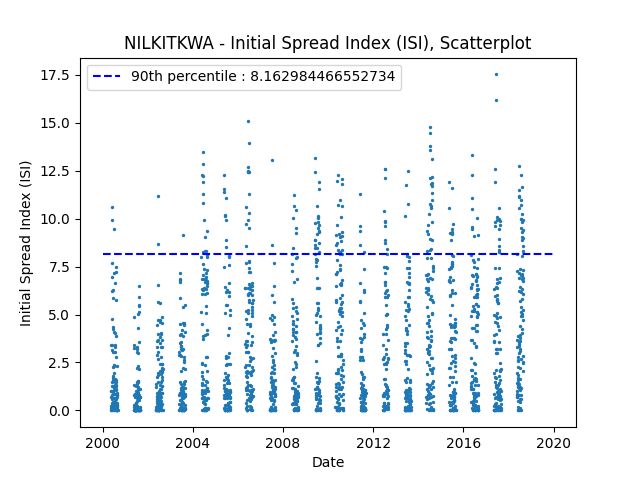 NILKITKWA - Initial Spread Index (ISI), Scatterplot
90th percentile : 8.162984466552734
Initial Spread Index (ISI)
17.5
15.0
12.5
10.0
7.5
5.0
2.5
0.0
2000 2004 2008 2012 2016 2020
Date